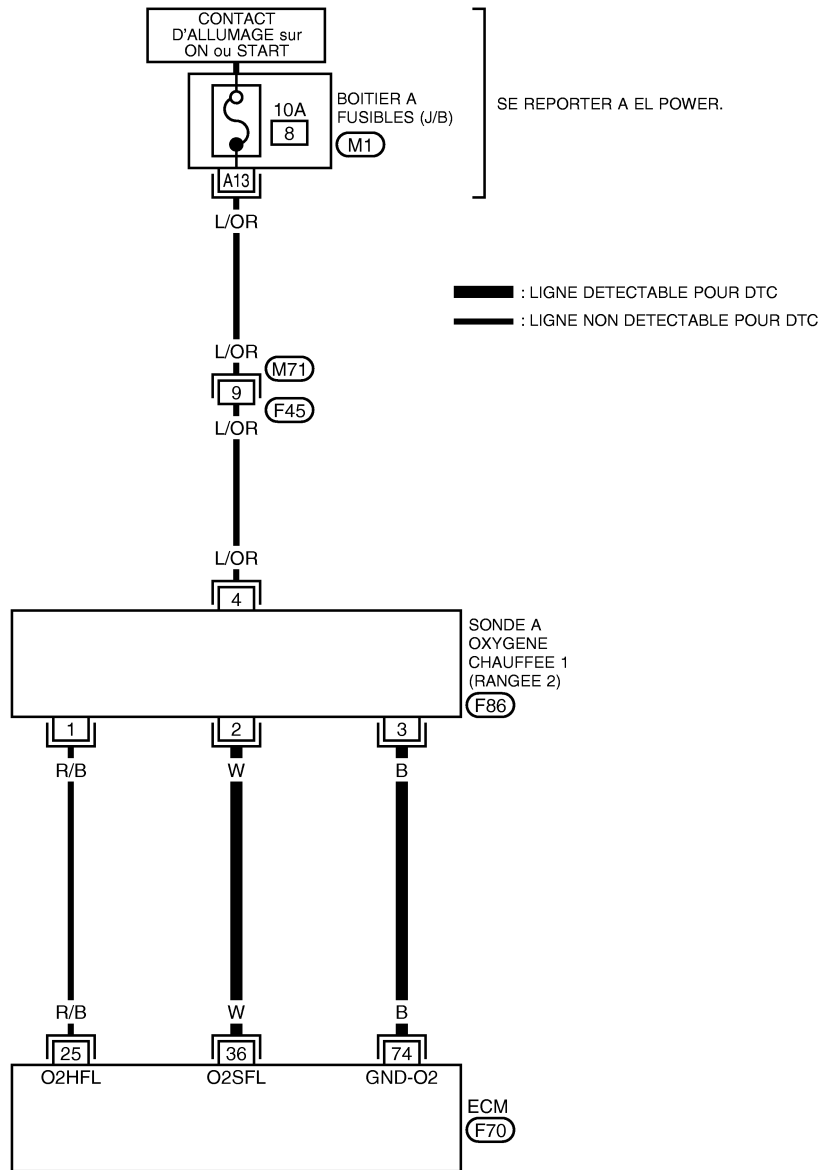 CONTACT
D'ALLUMAGE sur
ON ou START
10A
8
BOITIER A
FUSIBLES (J/B)
M1
SE REPORTER A EL POWER.
A13
L/OR
: LIGNE DETECTABLE POUR DTC
: LIGNE NON DETECTABLE POUR DTC
L/OR
M71
9
F45
L/OR
L/OR
4
SONDE A
OXYGENE
CHAUFFEE 1
(RANGEE 2)
F86
1 2 3
R/B W B
R/B W B
25 36 74
O2HFL O2SFL GND-O2
ECM
F70